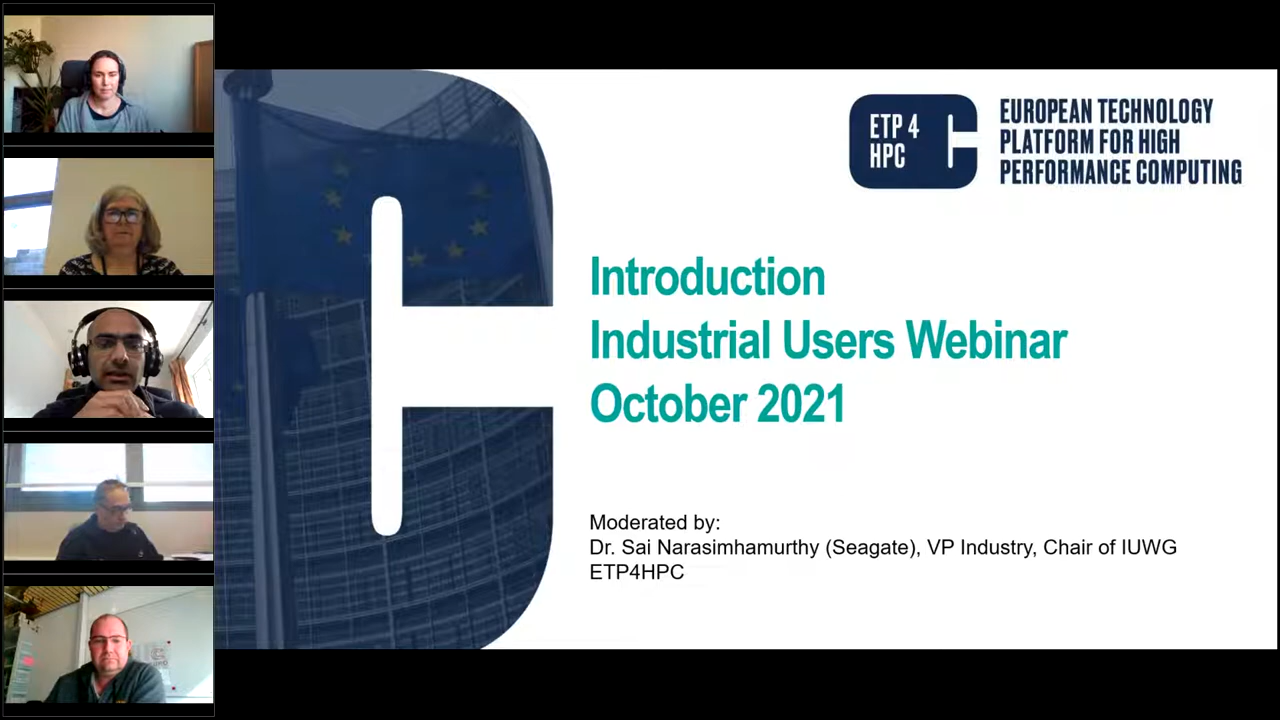 ETP 4
HPC
EUROPEAN TECHNOLOGY
PLATFORM FOR HIGH
PERFORMANCE COMPUTING
Introduction
Industrial Users Webinar
October 2021
Moderated by:
Dr. Sai Narasimhamurthy (Seagate), VP Industry, Chair of IUWG
ETP4HPC